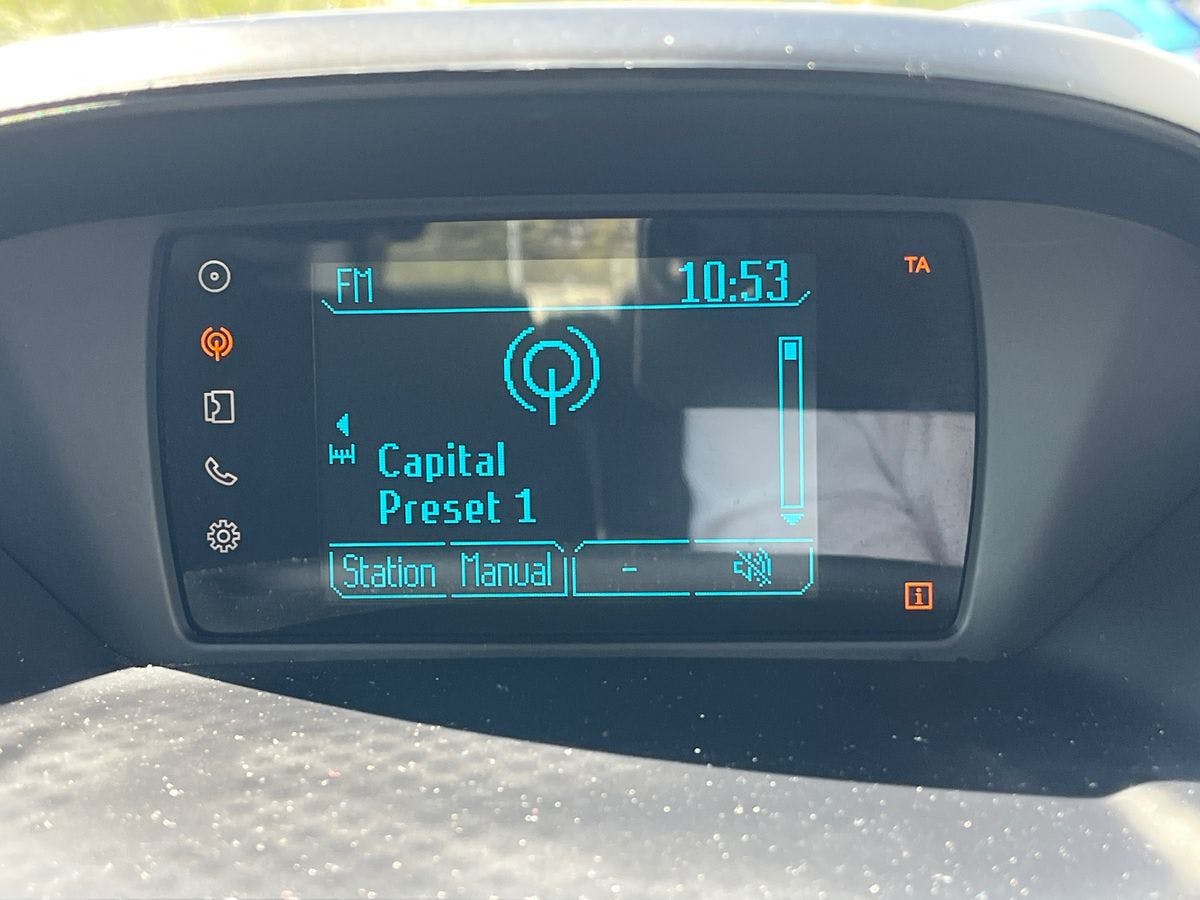 FM 10:53
TA
Capital
Preset 1
Station Manual -
i